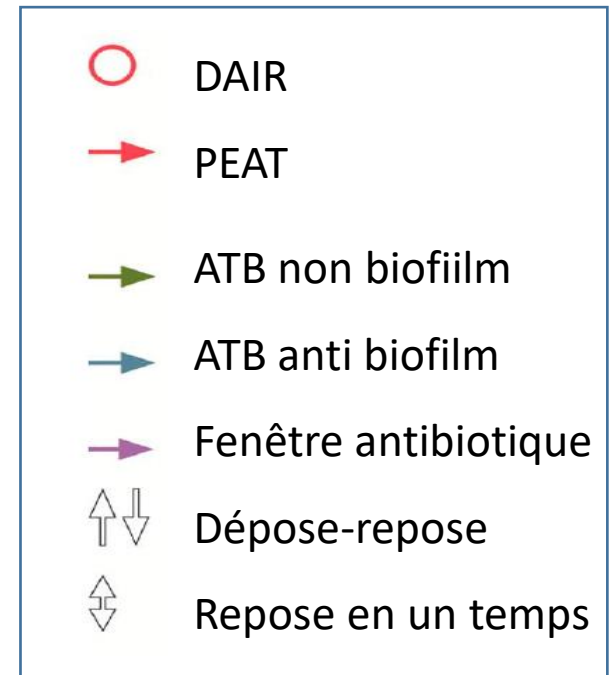 DAIR
PEAT
ATB non biofiilm
ATB anti biofilm
Fenêtre antibiotique
Dépose-repose
Repose en un temps